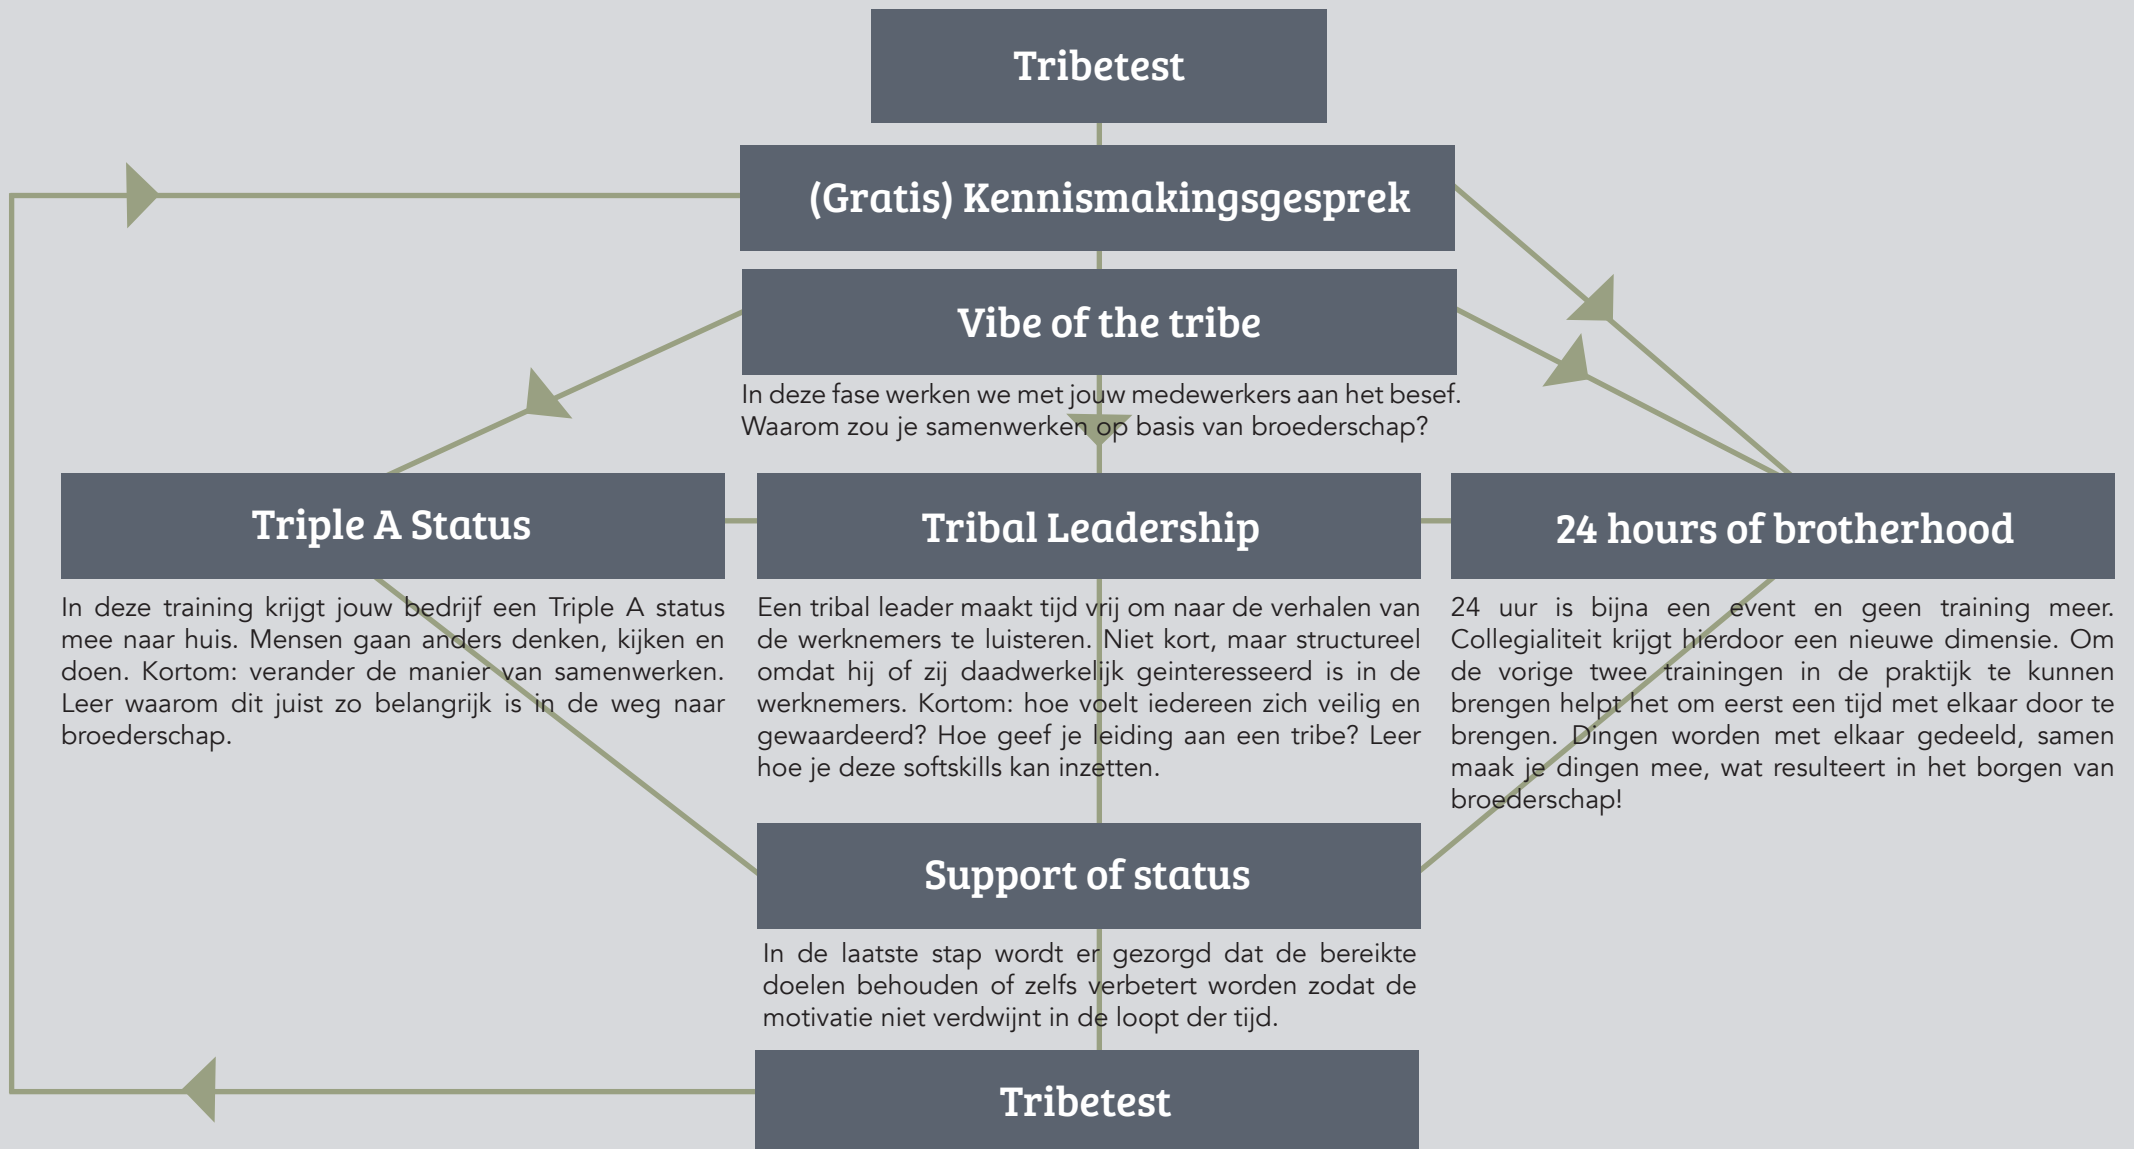 Tribetest
(Gratis) Kennismakingsgesprek
Vibe of the tribe
In deze fase werken we met jouw medewerkers aan het besef.
Waarom zou je samenwerken op basis van broederschap?
Triple A Status
In deze training krijgt jouw bedrijf een Triple A status
mee naar huis. Mensen gaan anders denken, kijken en
doen. Kortom: verander de manier van samenwerken.
Leer waarom dit juist zo belangrijk is in de weg naar
broederschap.
Tribal Leadership
Een tribal leader maakt tijd vrij om naar de verhalen van
de werknemers te luisteren. Niet kort, maar structureel
omdat hij of zij daadwerkelijk geinteresseerd is in de
werknemers. Kortom: hoe voelt iedereen zich veilig en
gewaardeerd? Hoe geef je leiding aan een tribe? Leer
hoe je deze softskills kan inzetten.
24 hours of brotherhood
24 uur is bijna een event en geen training meer.
Collegialiteit krijgt hierdoor een nieuwe dimensie. Om
de vorige twee trainingen in de praktijk te kunnen
brengen helpt het om eerst een tijd met elkaar door te
brengen. Dingen worden met elkaar gedeeld, samen
maak je dingen mee, wat resulteert in het borgen van
broederschap!
Support of status
In de laatste stap wordt er gezorgd dat de bereikte
doelen behouden of zelfs verbetert worden zodat de
motivatie niet verdwijnt in de loopt der tijd.
Tribetest